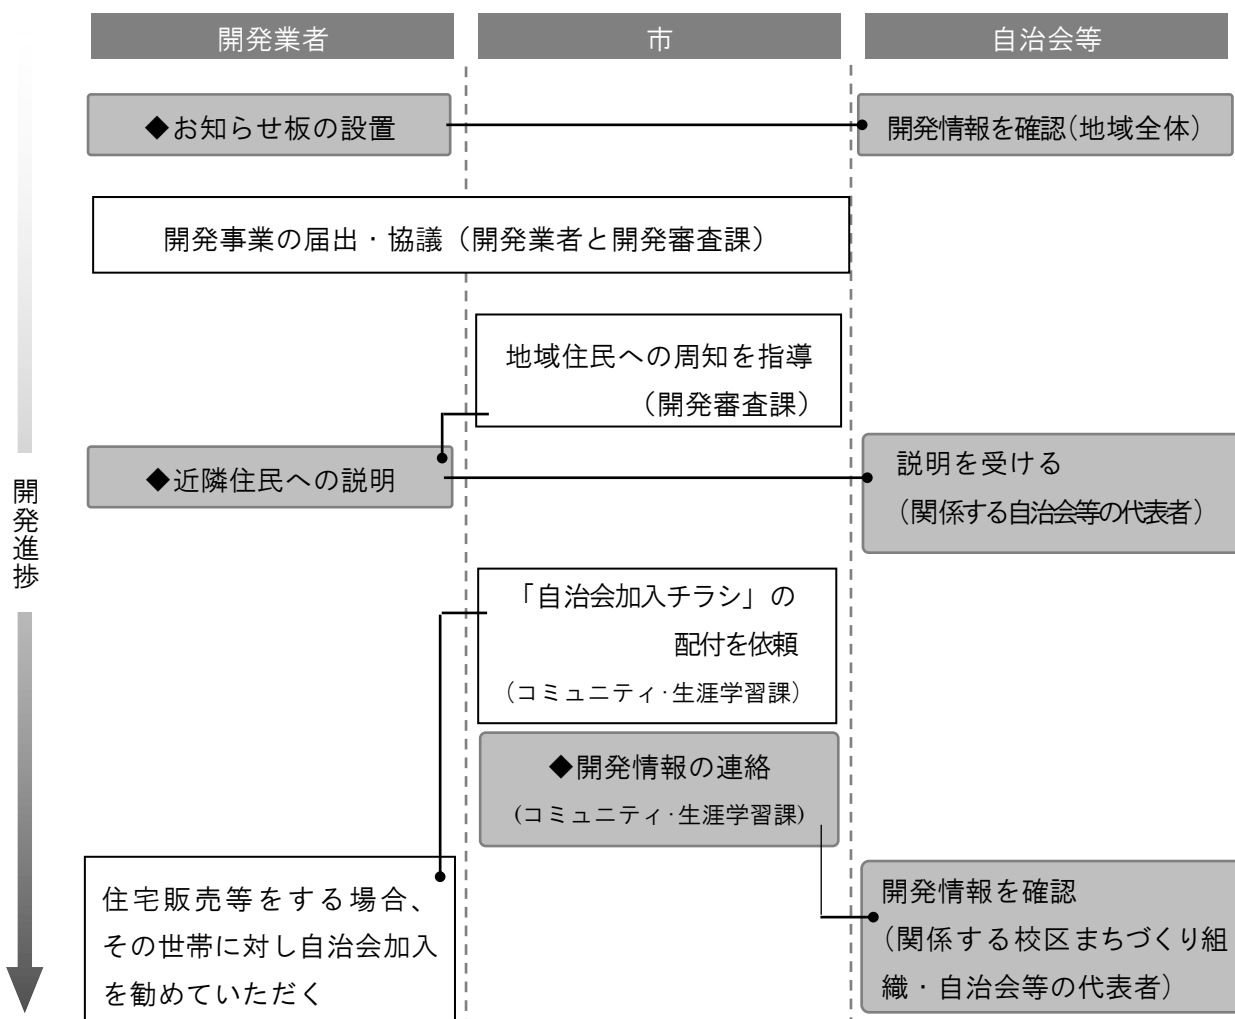 開発業者
市
自治会等
◆お知らせ板の設置
開発情報を確認（地域全体）
開発事業の届出・協議（開発業者と開発審査課）
地域住民への周知を指導
（開発審査課）
◆近隣住民への説明
説明を受ける
（関係する自治会等の代表者）
開発進捗
「自治会加入チラシ」の
配付を依頼
（コミュニティ・生涯学習課）
◆開発情報の連絡
（コミュニティ・生涯学習課）
住宅販売等をする場合、
その世帯に対し自治会加入
を勧めていただく
開発情報を確認
（関係する校区まちづくり組
織・自治会等の代表者）